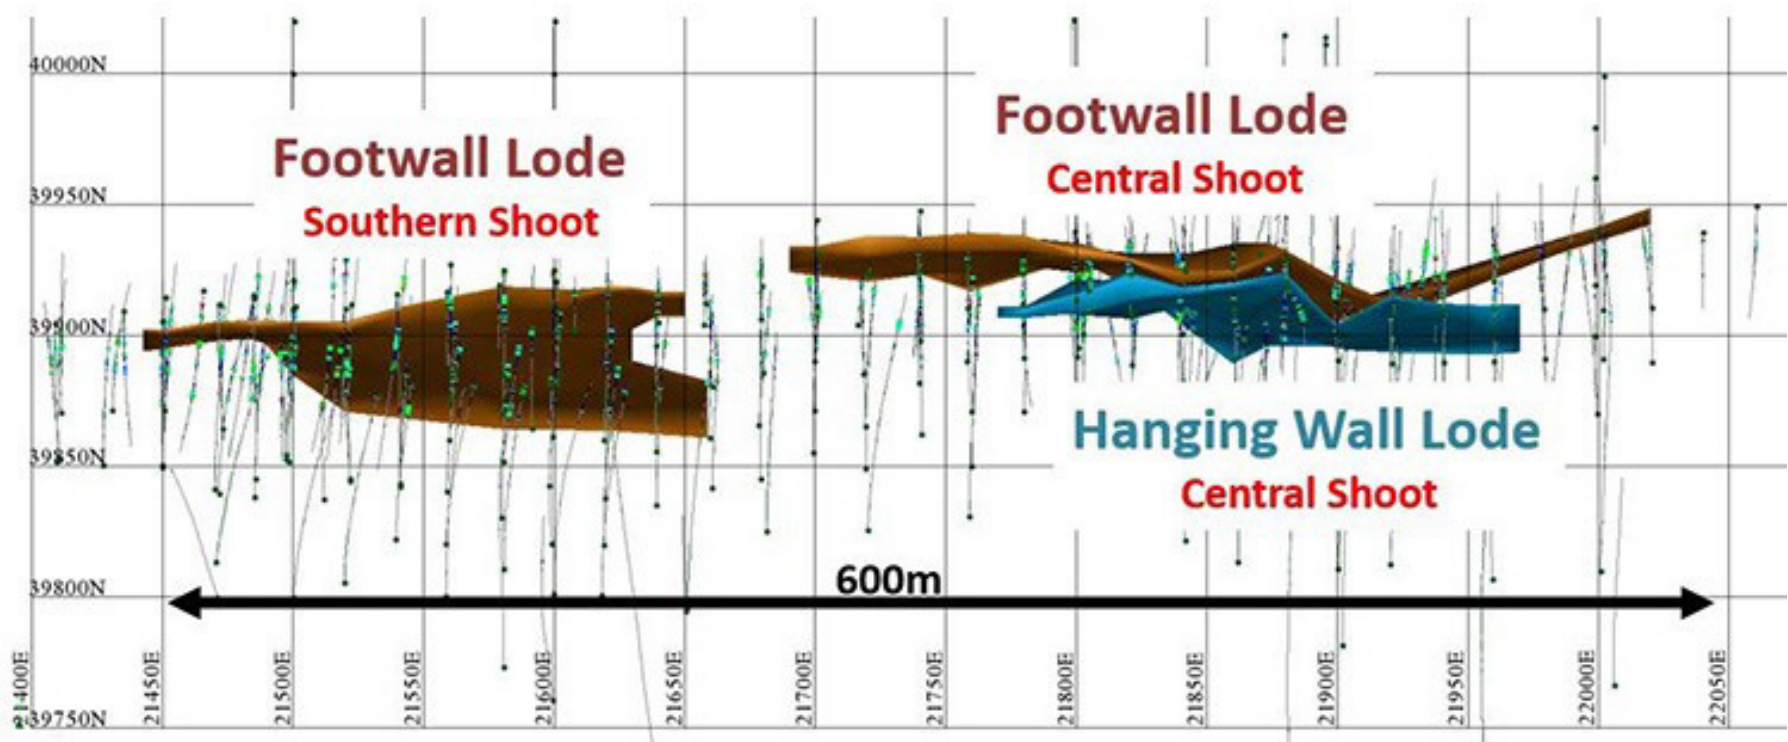 40000N
Footwall Lode
Central Shoot
Footwall Lode
Southern Shoot
39950N
39900N
Hanging Wall Lode
Central Shoot
39850N
39800N
600m
39750N
21400E
21450E
21500E
21550E
21600E
21650E
21700E
21750E
21800E
21850E
21900E
21950E
22000E
22050E